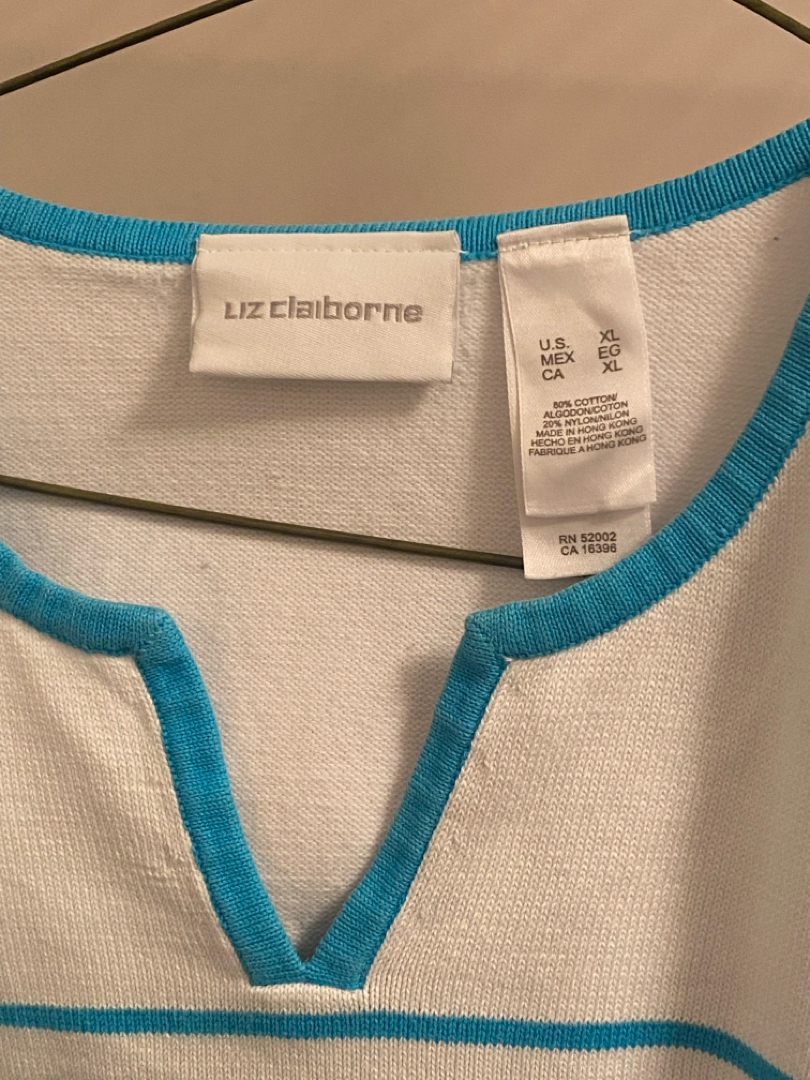 LIZ claiborne
U.S. XL
MEX EG
CA XL
80% COTTON/
ALGODON/COTON
20% NYLON/NILON
MADE IN HONG KONG
HECHO EN HONG KONG
FABRIQUE A HONG KONG
RN 52002
CA 16396